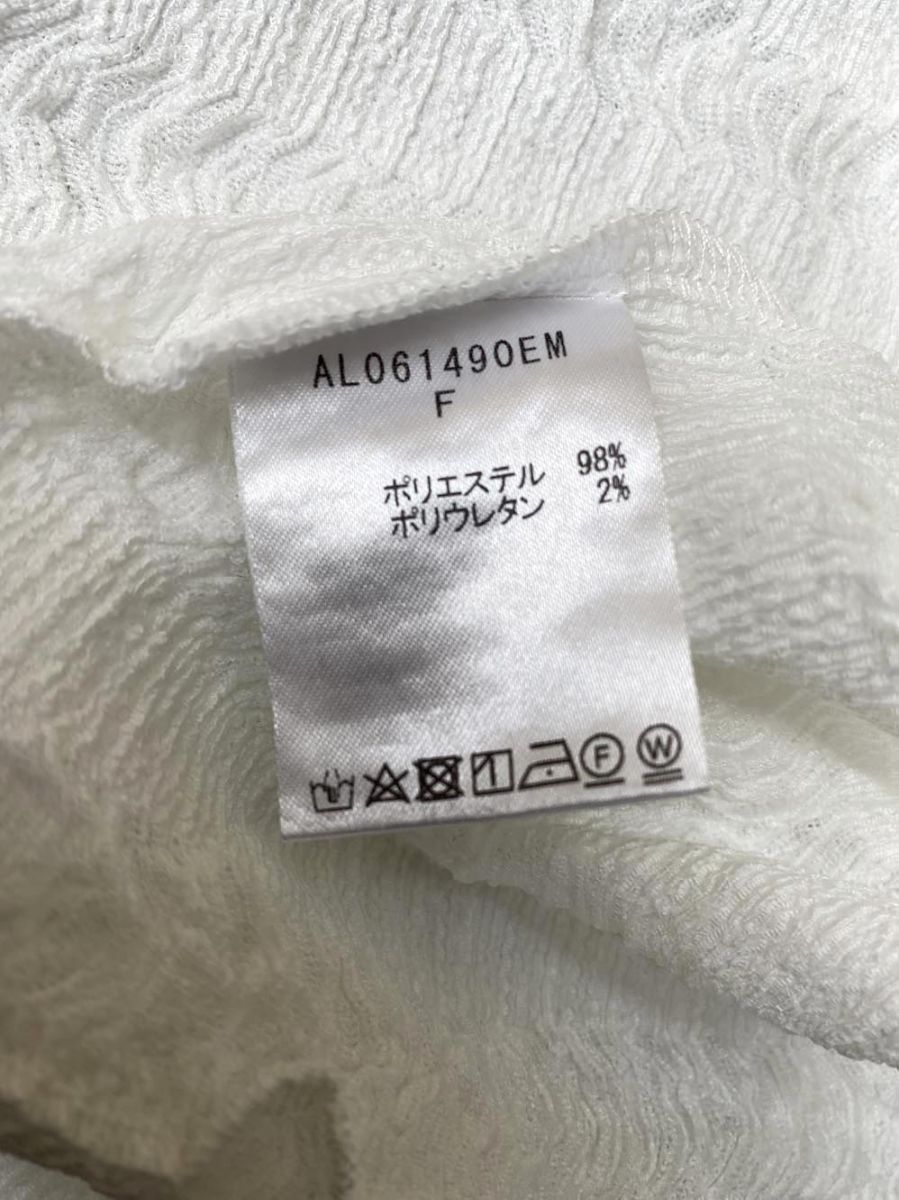 AL061490EM
F
ポリエステル 98%
ポリウレタン 2%
F W